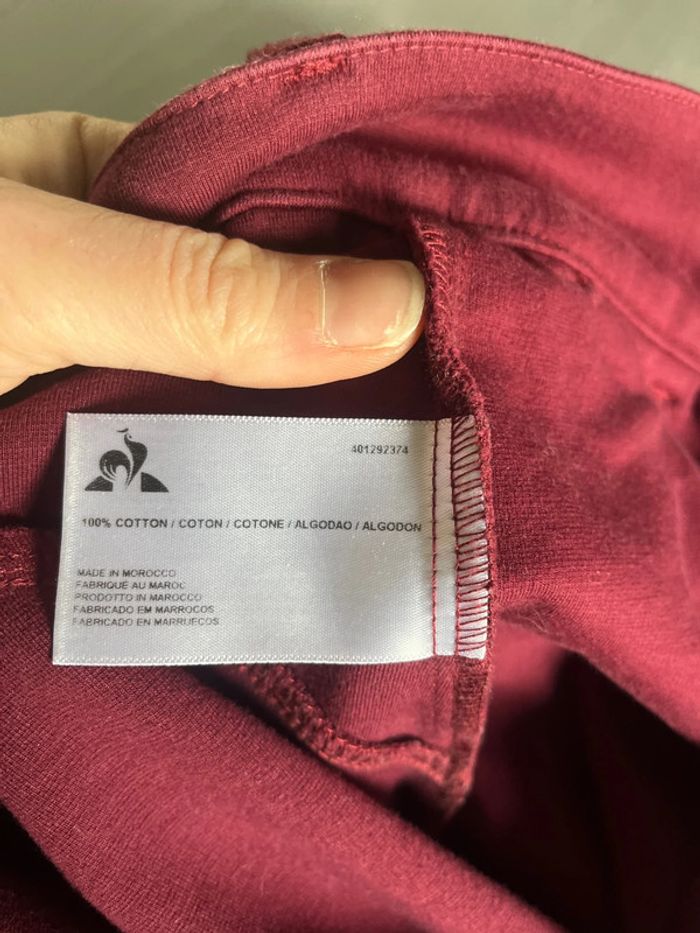 401292374
100% COTTON / COTON / COTONE / ALGODAO / ALGODON
MADE IN MOROCCO
FABRIQUE AU MAROC
PRODOTTO IN MAROCCO
FABRICADO EM MARROCOS
FABRICADO EN MARRUECOS